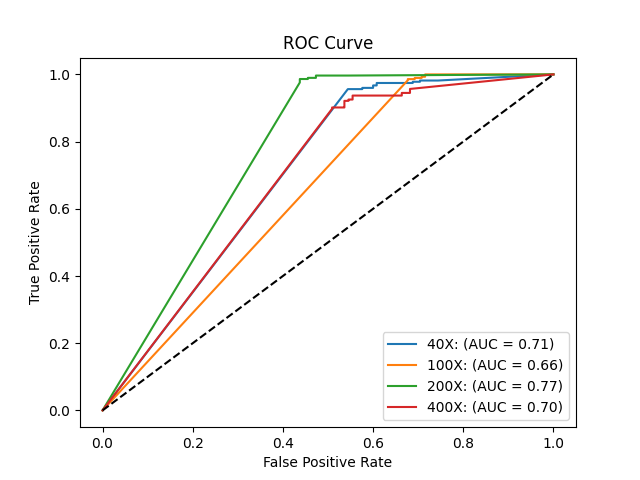 ROC Curve
True Positive Rate
1.0
0.8
0.6
0.4
0.2
0.0
40X: (AUC = 0.71)
100X: (AUC = 0.66)
200X: (AUC = 0.77)
400X: (AUC = 0.70)
0.0 0.2 0.4 0.6 0.8 1.0
False Positive Rate